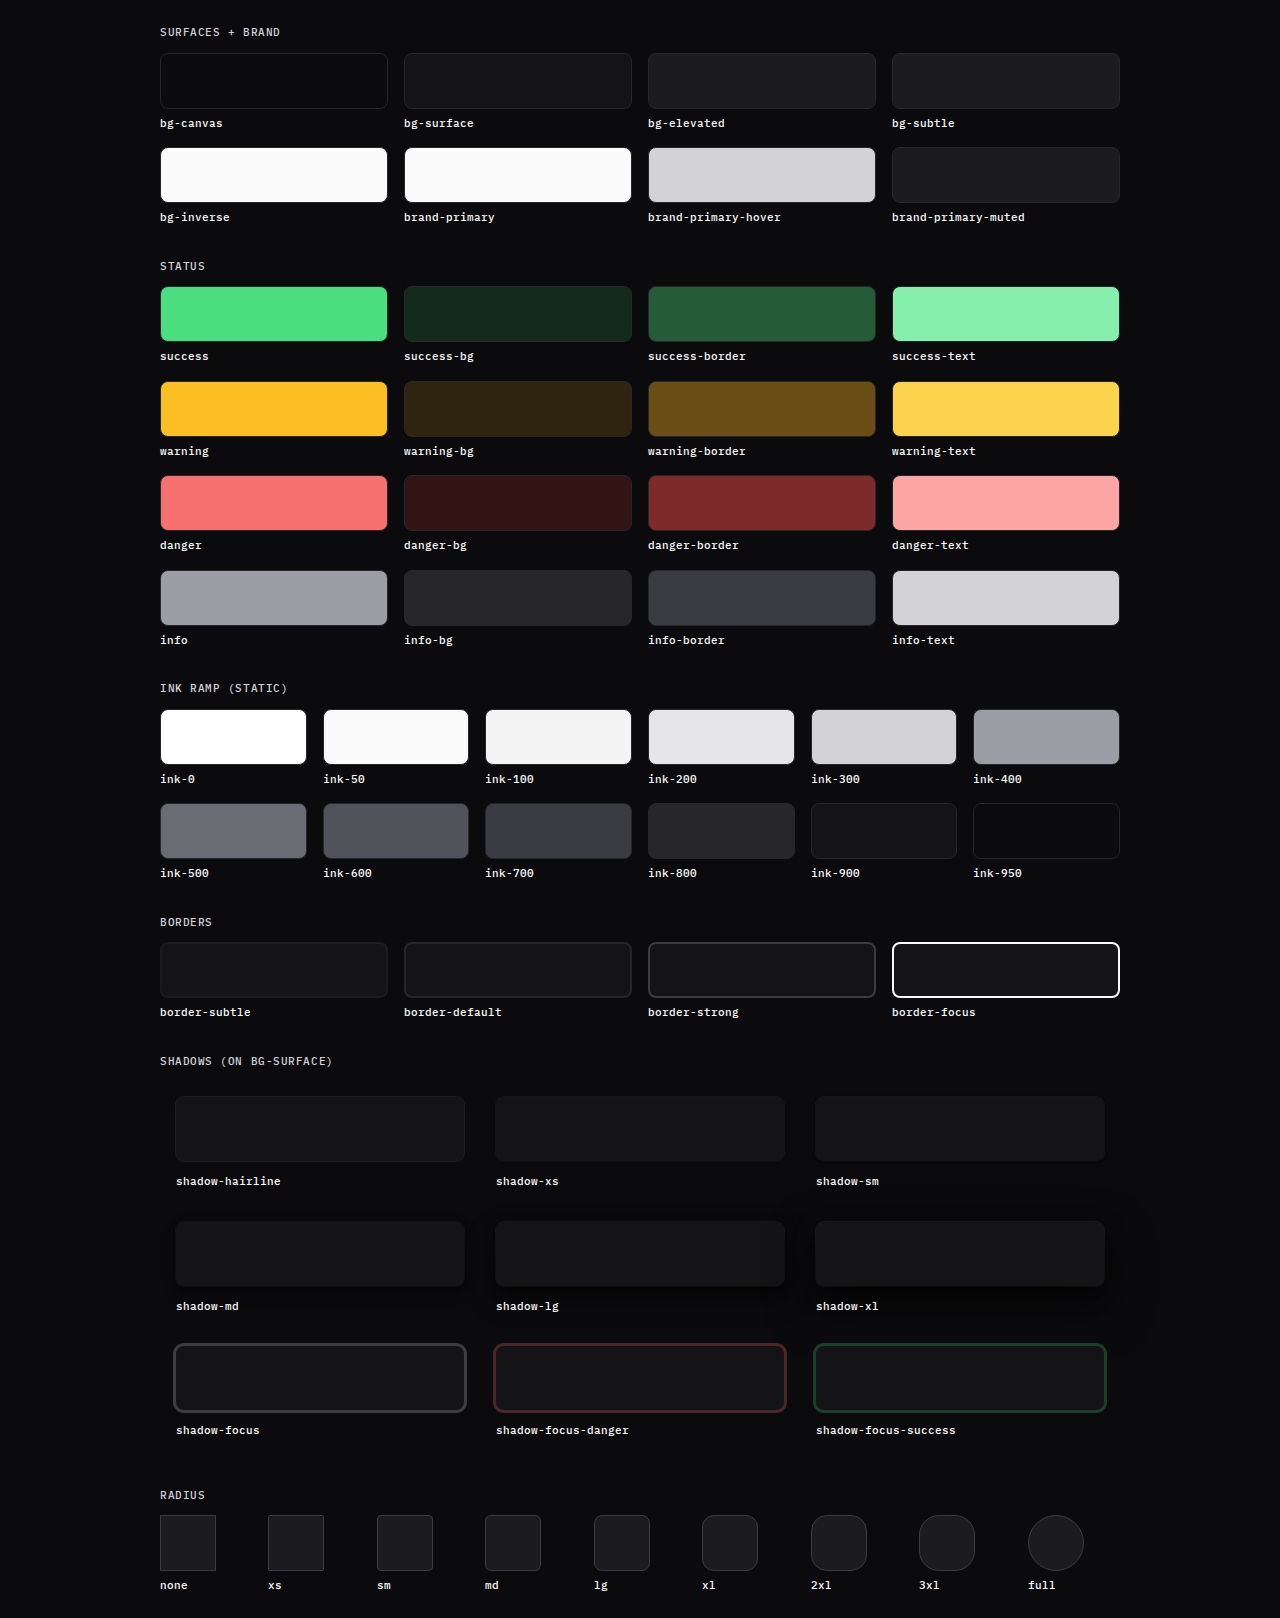 SURFACES + BRAND
bg-canvas bg-surface bg-elevated bg-subtle
bg-inverse brand-primary brand-primary-hover brand-primary-muted
STATUS
success success-bg success-border success-text
warning warning-bg warning-border warning-text
danger danger-bg danger-border danger-text
info info-bg info-border info-text
INK RAMP (STATIC)
ink-0 ink-50 ink-100 ink-200 ink-300 ink-400
ink-500 ink-600 ink-700 ink-800 ink-900 ink-950
BORDERS
border-subtle border-default border-strong border-focus
SHADOWS (ON BG-SURFACE)
shadow-hairline shadow-xs shadow-sm
shadow-md shadow-lg shadow-xl
shadow-focus shadow-focus-danger shadow-focus-success
RADIUS
none xs sm md lg xl 2xl 3xl full